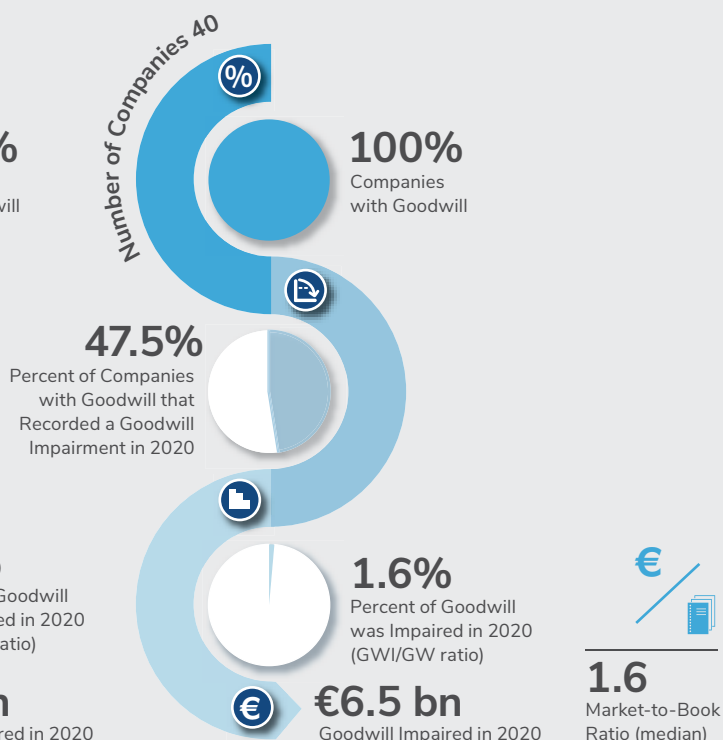 Number of Companies 40
%
100%
Companies
with Goodwill
%
47.5%
Percent of Companies
with Goodwill that
Recorded a Goodwill
Impairment in 2020
1.6%
Percent of Goodwill
was Impaired in 2020
(GWI/GW ratio)
Goodwill
ed in 2020
atio)
€
€6.5 bn
Goodwill Impaired in 2020
red in 2020
€
1.6
Market-to-Book
Ratio (median)